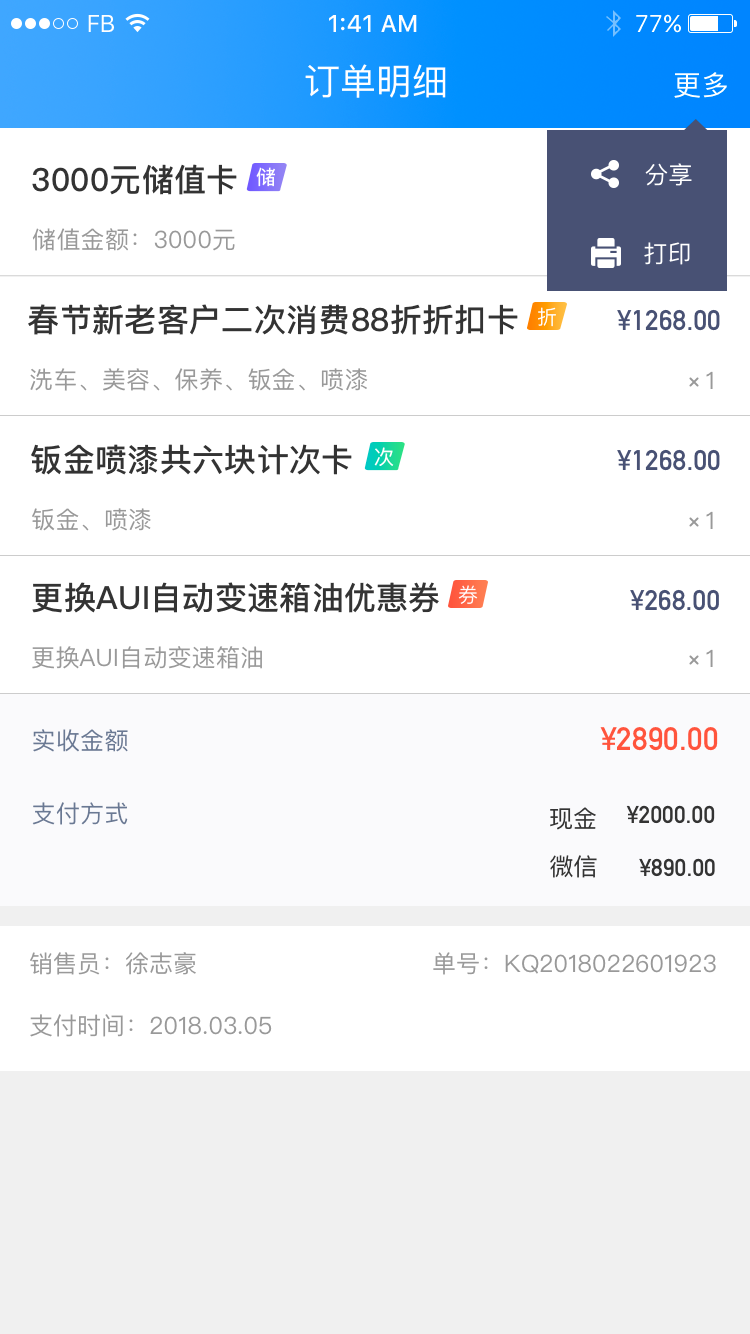 FB 1:41 AM 77%
订单明细 更多
3000元储值卡 储
分享
储值金额：3000元
打印
春节新老客户二次消费88折折扣卡 折 ¥1268.00
洗车、美容、保养、钣金、喷漆 ×1
钣金喷漆共六块计次卡 次 ¥1268.00
钣金、喷漆 ×1
更换AUI自动变速箱油优惠券 券 ¥268.00
更换AUI自动变速箱油 ×1
实收金额 ¥2890.00
支付方式 现金 ¥2000.00
微信 ¥890.00
销售员：徐志豪 单号：KQ2018022601923
支付时间：2018.03.05